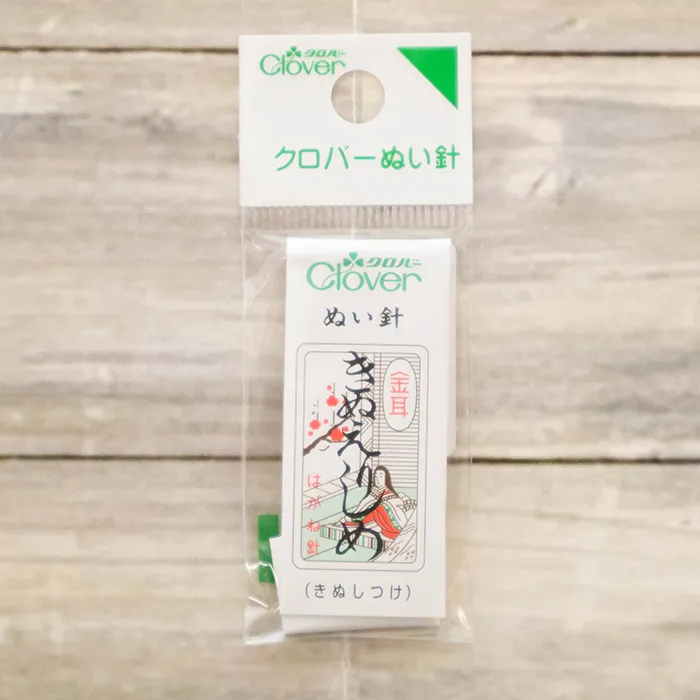 クロバー
Clover
クロバーぬい針
クロバー
Clover
ぬい針
金耳
きぬえりしめ
はがね針
(きぬしつけ)